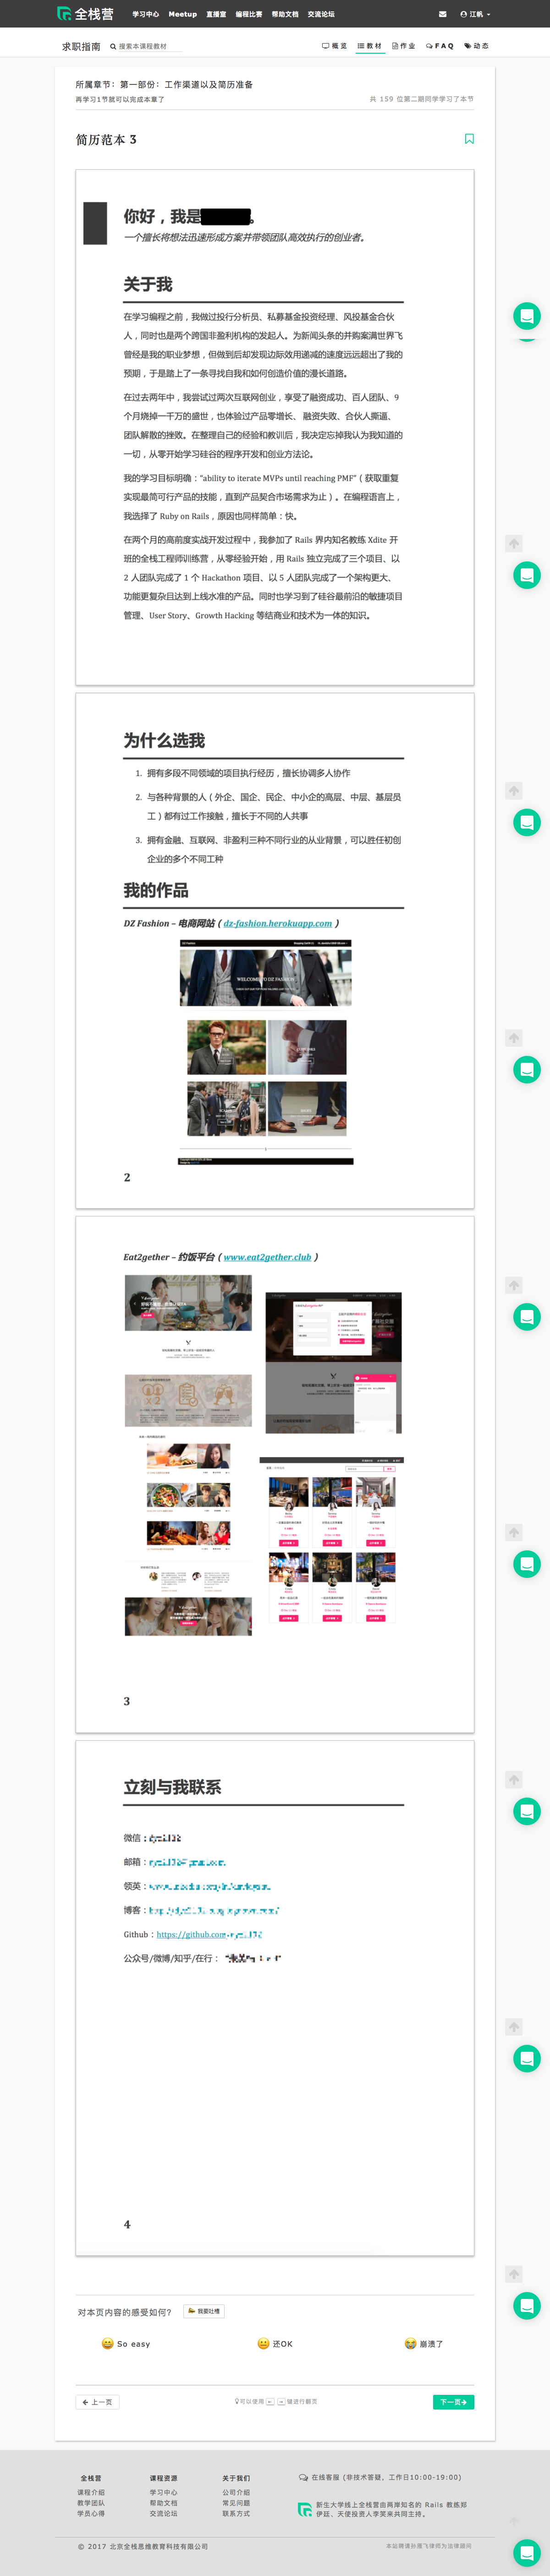 全栈营
学习中心 Meetup 直播室 编程比赛 帮助文档 交流论坛
江帆
求职指南 搜索本课程教材 概览 教材 作业 FAQ 动态
所属章节：第一部份：工作渠道以及简历准备
再学习1节就可以完成本章了
共 159 位第二期同学学习了本节
简历范本 3
你好，我是 。
一个擅长将想法迅速形成方案并带领团队高效执行的创业者。
关于我
在学习编程之前，我做过投行分析员、私募基金投资经理、风投基金合伙
人，同时也是两个跨国非盈利机构的发起人。为新闻头条的并购案满世界飞
曾经是我的职业梦想，但做到后却发现边际效用递减的速度远远超出了我的
预期，于是踏上了一条寻找自我和如何创造价值的漫长道路。
在过去两年中，我尝试过两次互联网创业，享受了融资成功、百人团队、9
个月烧掉一千万的盛世，也体验过产品零增长、 融资失败、合伙人撕逼、
团队解散的挫败。在整理自己的经验和教训后，我决定忘掉我认为我知道的
一切，从零开始学习硅谷的程序开发和创业方法论。
我的学习目标明确："ability to iterate MVPs until reaching PMF"（获取重复
实现最简可行产品的技能，直到产品契合市场需求为止）。在编程语言上，
我选择了 Ruby on Rails，原因也同样简单：快。
在两个月的高前度实战开发过程中，我参加了 Rails 界内知名教练 Xdite 开
班的全栈工程师训练营，从零经验开始，用 Rails 独立完成了三个项目、以
2 人团队完成了 1 个 Hackathon 项目、以 5 人团队完成了一个架构更大、
功能更复杂且达到上线水准的产品。同时也学习到了硅谷最前沿的敏捷项目
管理、User Story、Growth Hacking 等结商业和技术为一体的知识。
为什么选我
1. 拥有多段不同领域的项目执行经历，擅长协调多人协作
2. 与各种背景的人（外企、国企、民企、中小企的高层、中层、基层员
工）都有过工作接触，擅长于不同的人共事
3. 拥有金融、互联网、非盈利三种不同行业的从业背景，可以胜任初创
企业的多个不同工种
我的作品
DZ Fashion – 电商网站（dz-fashion.herokuapp.com）
DZ Fashion
WELCOME TO DZ FASHION
2
Eat2gether – 约饭平台（www.eat2gether.club）
3
立刻与我联系
微信：
邮箱：
领英：
博客：
Github：https://github.com
公众号/微博/知乎/在行：
4
对本页内容的感受如何? 我要吐槽
So easy 还OK 崩溃了
上一页 可以使用 键进行翻页 下一页
全栈营 课程资源 关于我们
课程介绍 学习中心 公司介绍
教学团队 帮助文档 常见问题
学员心得 交流论坛 联系方式
在线客服 (非技术答疑，工作日10:00-19:00)
新生大学线上全栈营由两岸知名的 Rails 教练郑
伊廷、天使投资人李笑来共同主持。
© 2017 北京全栈思维教育科技有限公司
本站聘请孙雁飞律师为法律顾问